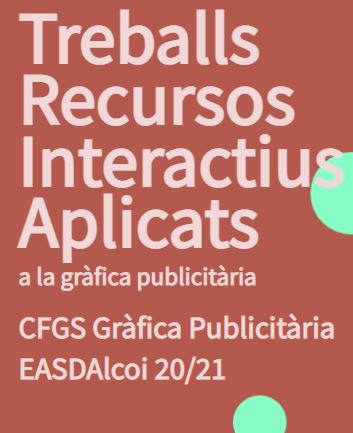 Treballs
Recursos
Interactius
Aplicats
a la gràfica publicitària
CFGS Gràfica Publicitària
EASDAlcoi 20/21